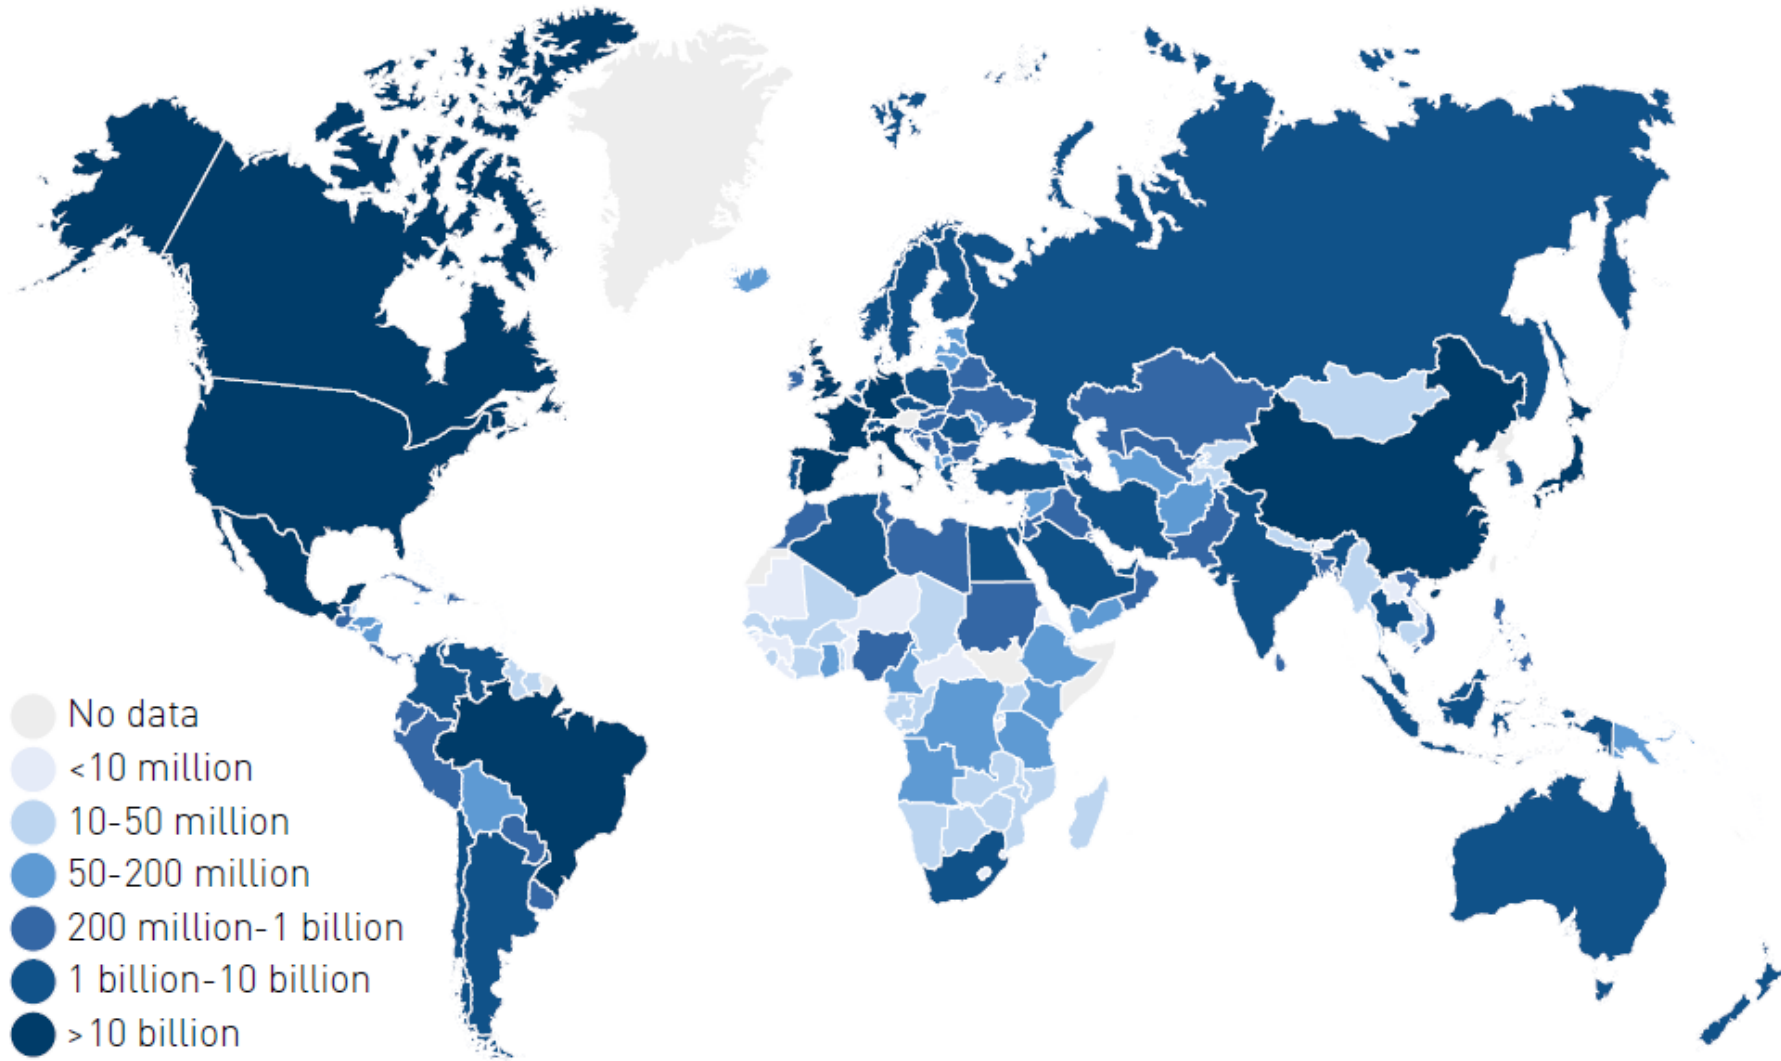 No data
<10 million
10-50 million
50-200 million
200 million-1 billion
1 billion-10 billion
>10 billion